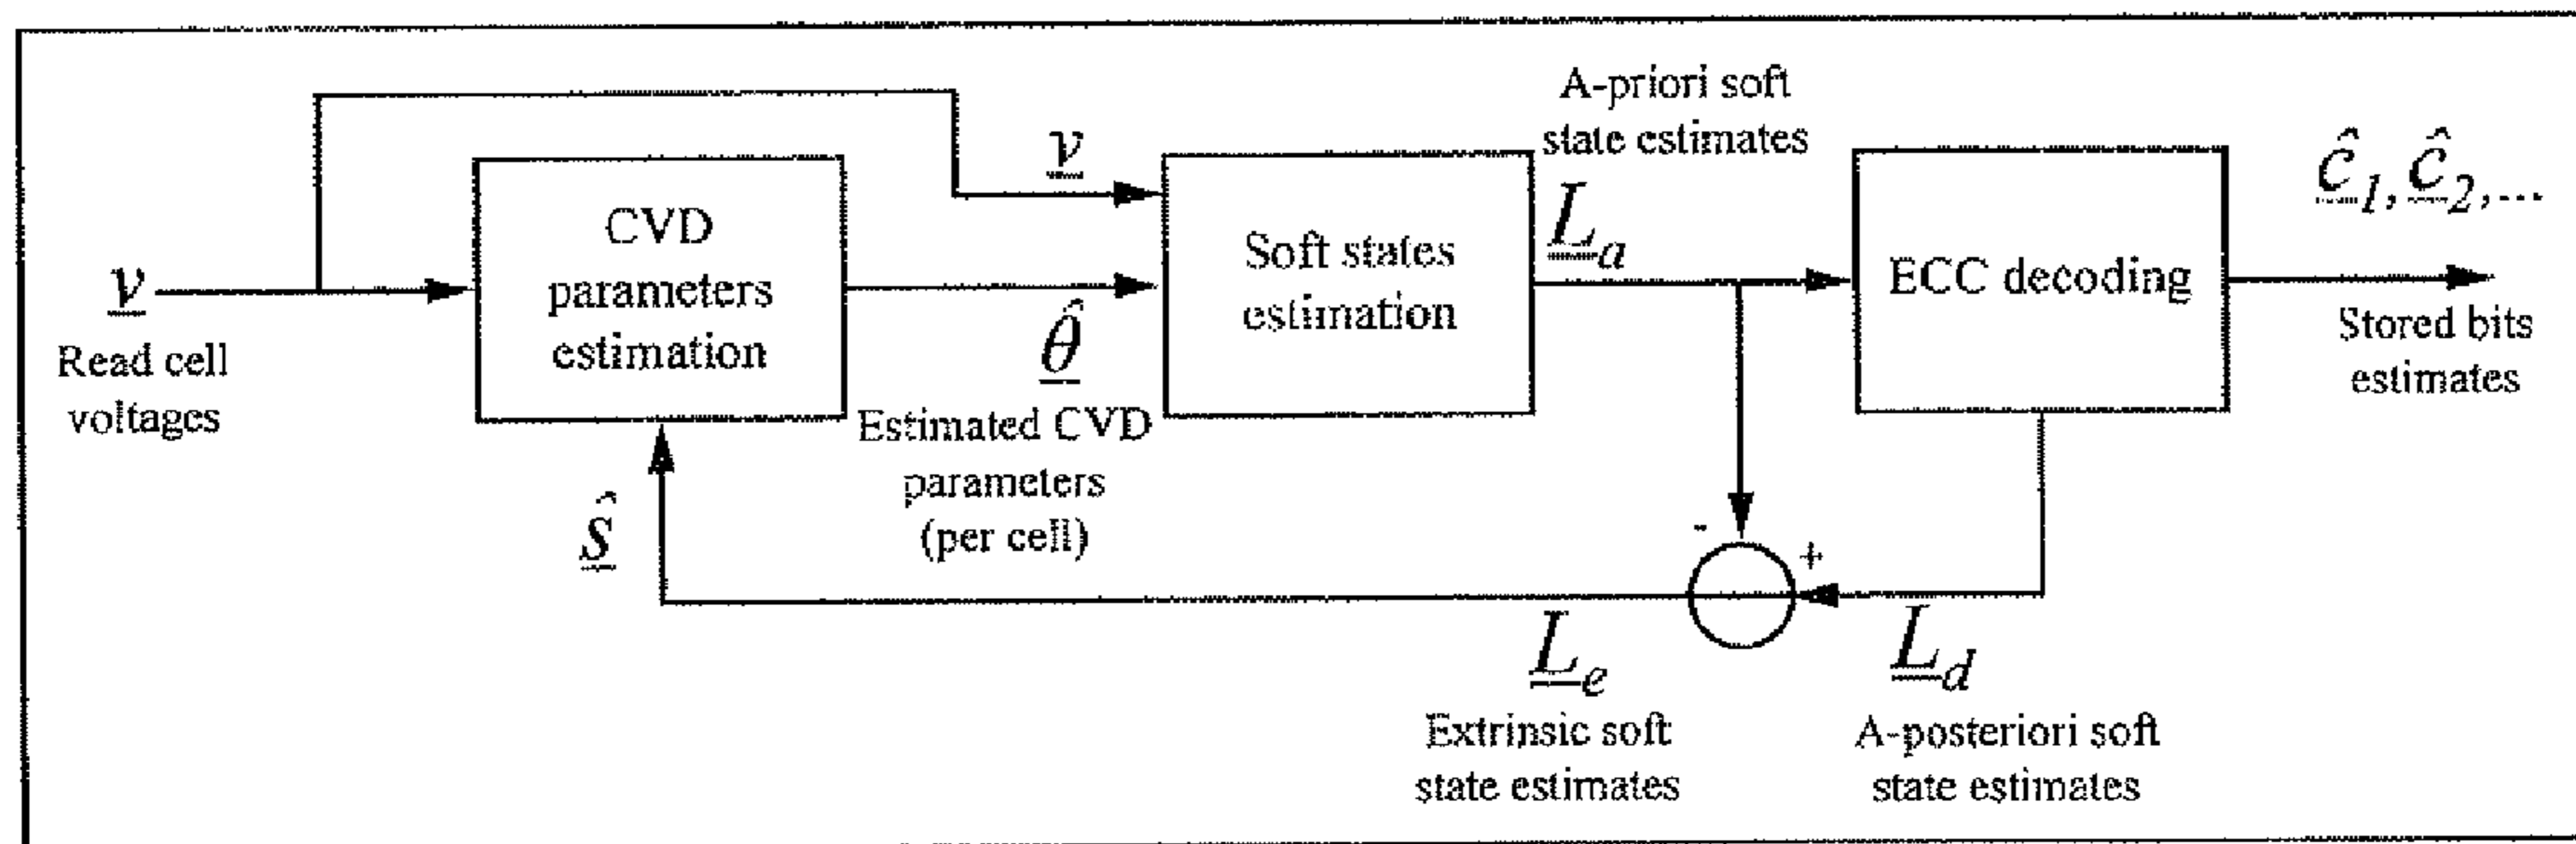 A-priori soft
state estimates
v
CVD
parameters
estimation
Soft states
estimation
L_a
ECC decoding
ĉ_1, ĉ_2,...
v
Read cell
voltages
θ̂
Estimated CVD
parameters
(per cell)
Stored bits
estimates
ŝ
-
+
L_e
L_d
Extrinsic soft
state estimates
A-posteriori soft
state estimates